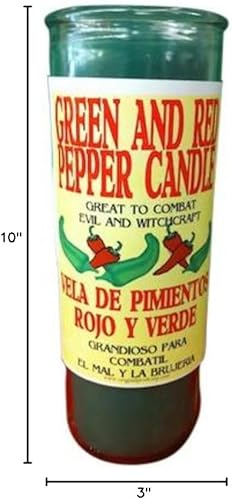 GREEN AND RED
PEPPER CANDLE
GREAT TO COMBAT
EVIL AND WITCHCRAFT
10"
VELA DE PIMIENTOS
ROJO Y VERDE
GRANDIOSO PARA
COMBATIL
EL MAL Y LA BRUJERIA
3"